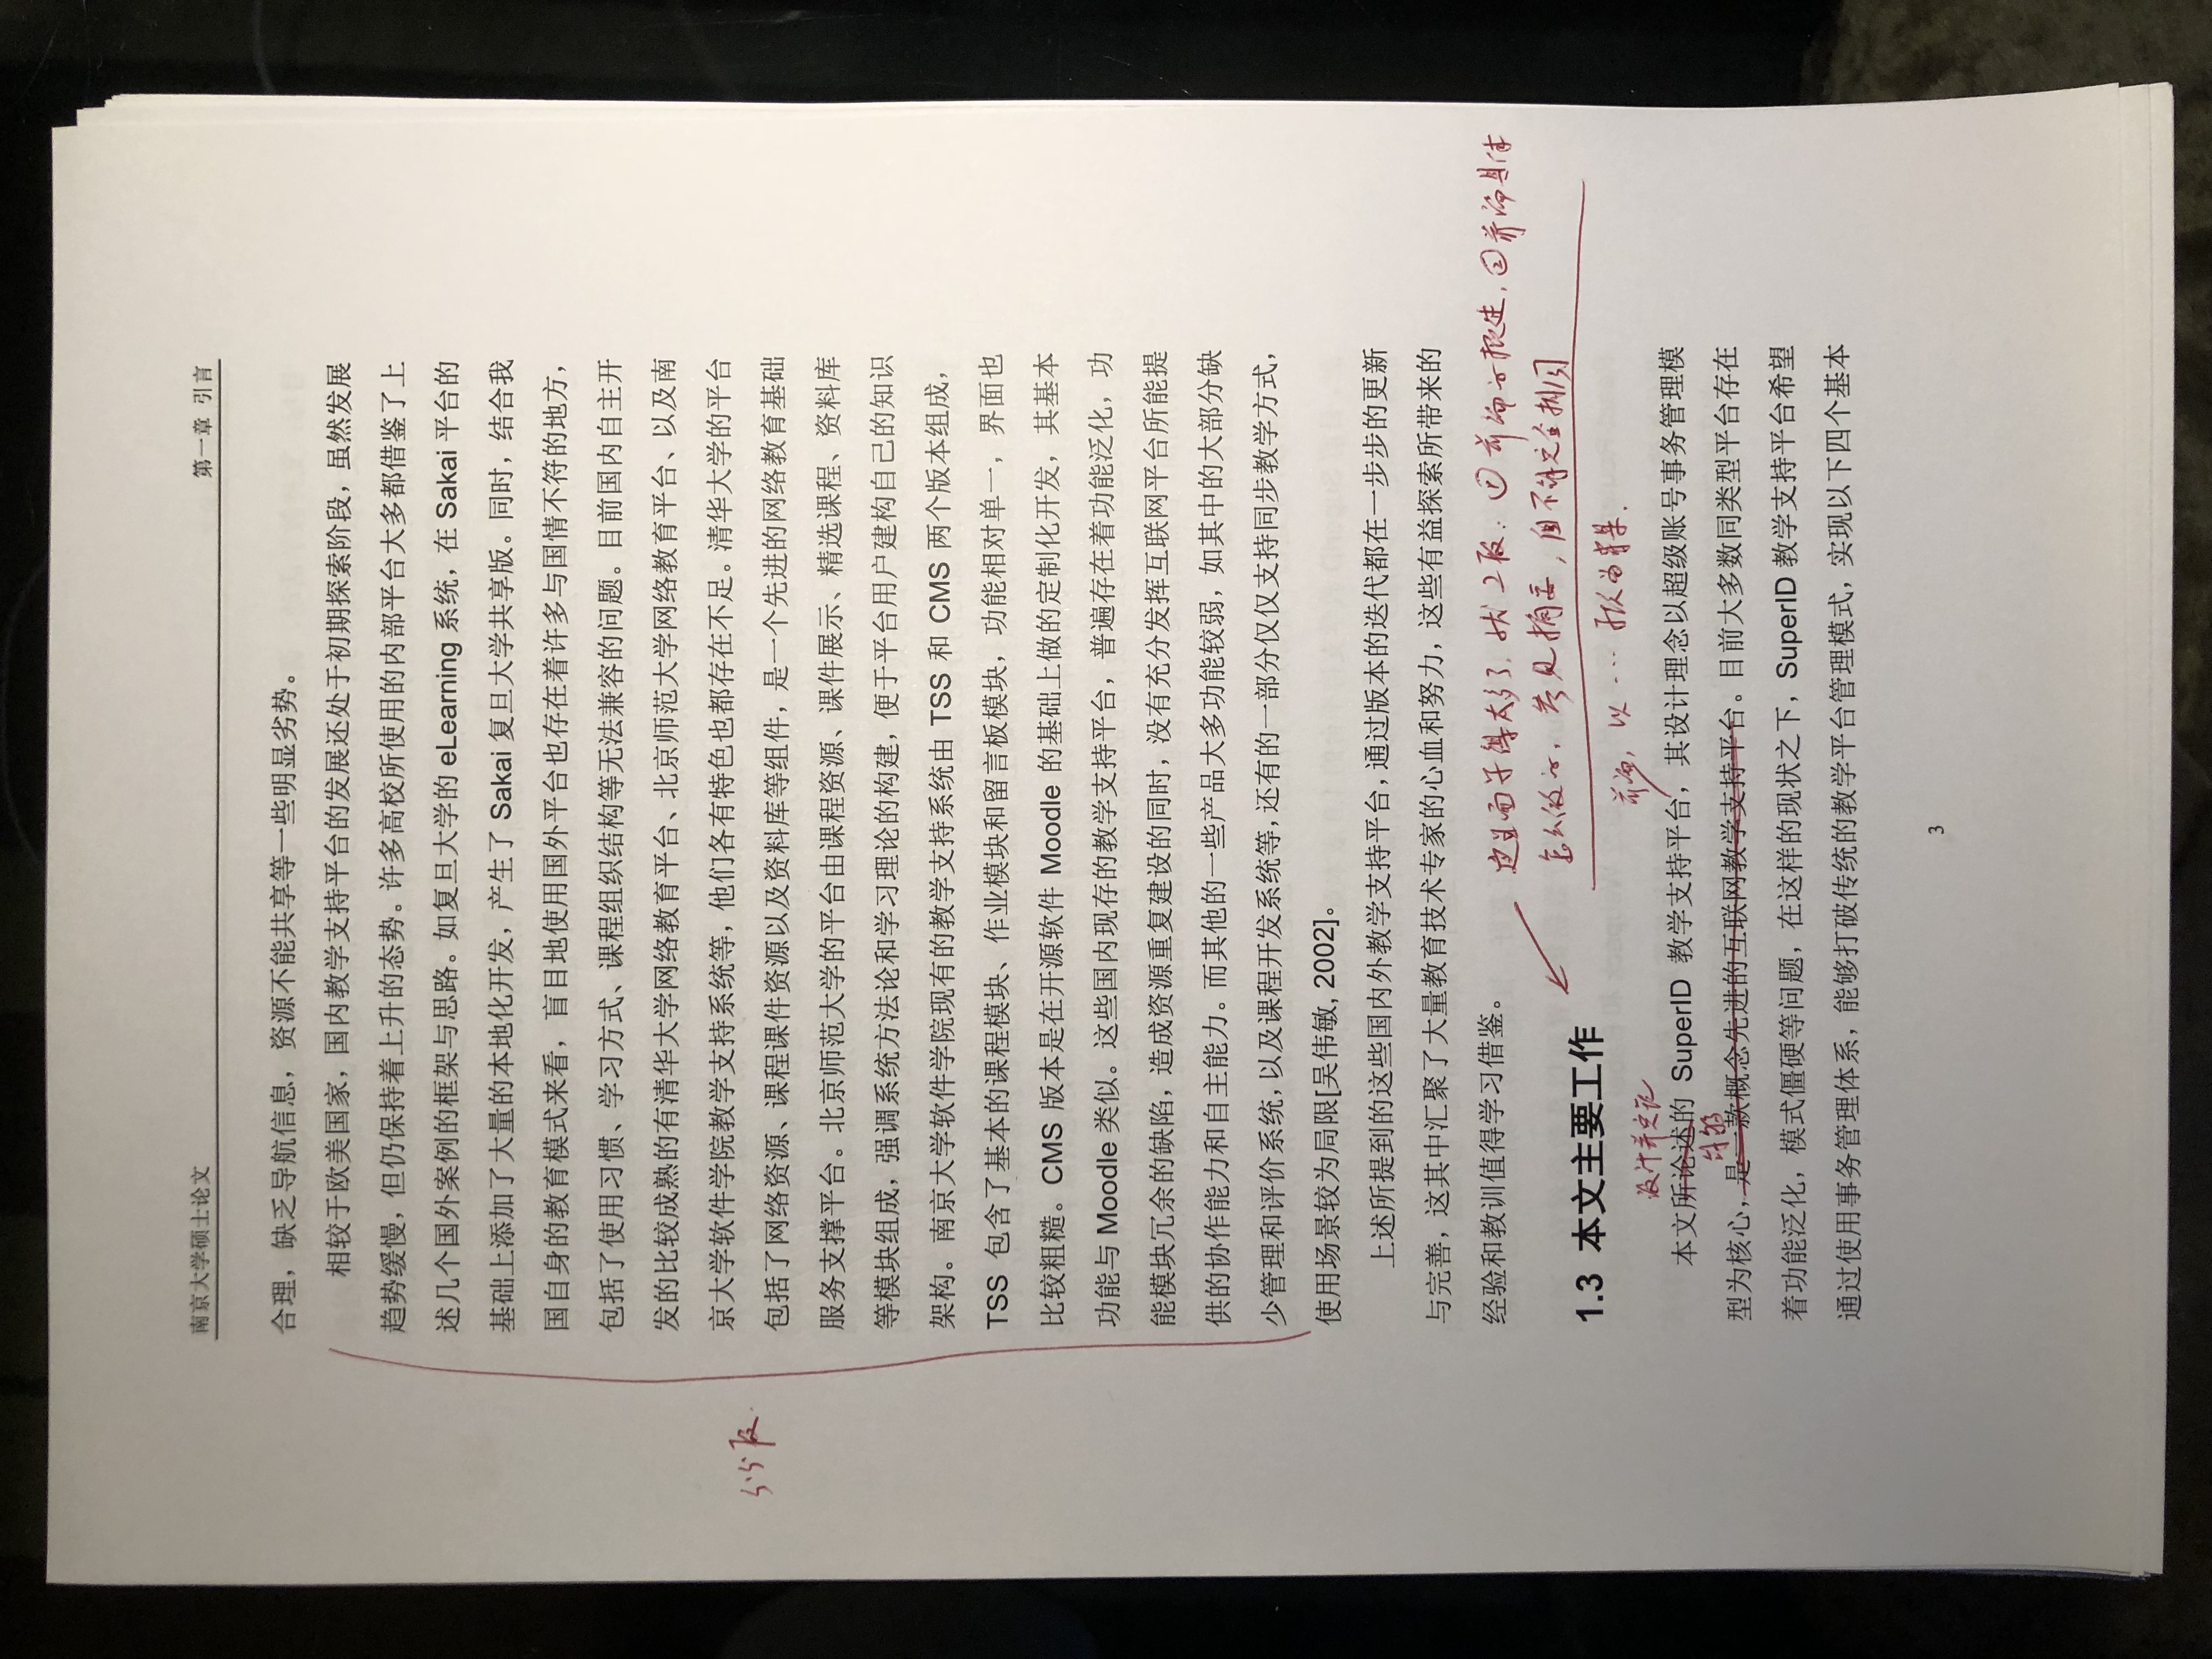 南京大学硕士论文 第一章 引言
合理，缺乏导航信息，资源不能共享等一些明显劣势。
相较于欧美国家，国内教学支持平台的发展还处于初期探索阶段，虽然发展
趋势缓慢，但仍保持着上升的态势。许多高校所使用的内部平台大多都借鉴了上
述几个国外案例的框架与思路。如复旦大学的 eLearning 系统，在 Sakai 平台的
基础上添加了大量的本地化开发，产生了 Sakai 复旦大学共享版。同时，结合我
国自身的教育模式来看，盲目地使用国外平台也存在着许多与国情不符的地方，
包括了使用习惯、学习方式、课程组织结构等无法兼容的问题。目前国内自主开
发的比较成熟的有清华大学网络教育平台、北京师范大学网络教育平台、以及南
京大学软件学院教学支持系统等，他们各有特色也都存在不足。清华大学的平台
分段.
包括了网络资源、课程课件资源以及资料库等组件，是一个先进的网络教育基础
服务支撑平台。北京师范大学的平台由课程资源、课件展示、精选课程、资料库
等模块组成，强调系统方法论和学习理论的构建，便于平台用户建构自己的知识
架构。南京大学软件学院现有的教学支持系统由 TSS 和 CMS 两个版本组成，
TSS 包含了基本的课程模块、作业模块和留言板模块，功能相对单一，界面也
比较粗糙。CMS 版本是在开源软件 Moodle 的基础上做的定制化开发，其基本
功能与 Moodle 类似。这些国内现存的教学支持平台，普遍存在着功能泛化，功
能模块冗余的缺陷，造成资源重复建设的同时，没有充分发挥互联网平台所能提
供的协作能力和自主能力。而其他的一些产品大多功能较弱，如其中的大部分缺
少管理和评价系统，以及课程开发系统等，还有的一部分仅仅支持同步教学方式，
使用场景较为局限[吴伟敏, 2002]。
上述所提到的这些国内外教学支持平台，通过版本的迭代都在一步步的更新
与完善，这其中汇聚了大量教育技术专家的心血和努力，这些有益探索所带来的
经验和教训值得学习借鉴。
这里面写得太多了. 2段: ① 概述, ② 具体
怎么做的, 参见摘要, 但不能完全相同
1.3 本文主要工作
以 …
设计并实现
本文所论述的 SuperID 教学支持平台，其设计理念以超级账号事务管理模
型为核心，是一款概念先进的互联网教学支持平台。目前大多数同类型平台存在
着功能泛化，模式僵硬等问题，在这样的现状之下，SuperID 教学支持平台希望
通过使用事务管理体系，能够打破传统的教学平台管理模式，实现以下四个基本
3